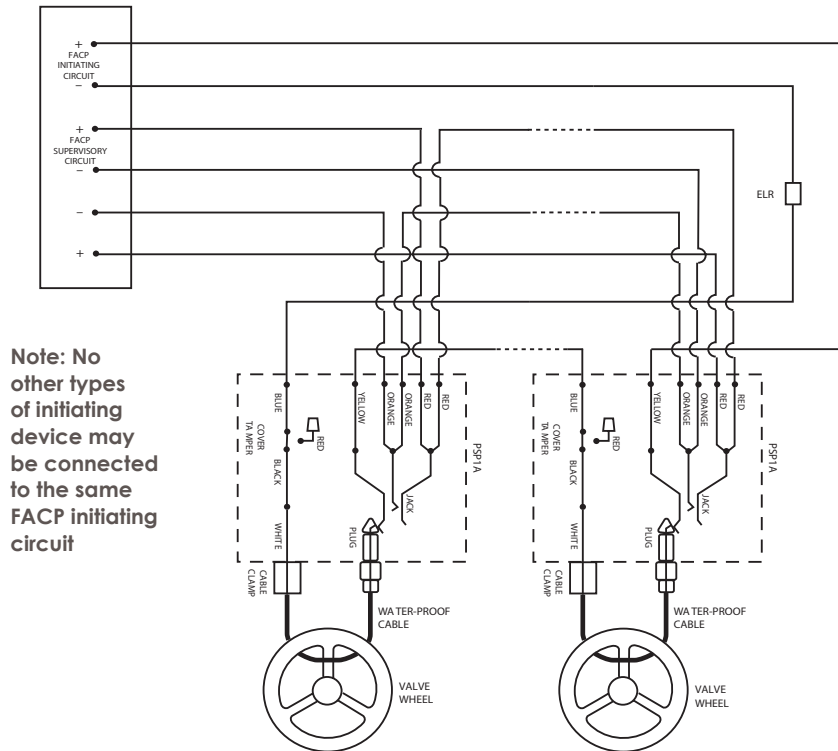 +
FACP
INITIATING
CIRCUIT
−
+
FACP
SUPERVISORY
CIRCUIT
−
−
+
ELR
Note: No
other types
of initiating
device may
be connected
to the same
FACP initiating
circuit
BLUE
COVER
TAMPER
RED
BLACK
WHITE
YELLOW
ORANGE
ORANGE
RED
RED
PSP1A
JACK
PLUG
CABLE
CLAMP
WATER-PROOF
CABLE
VALVE
WHEEL
BLUE
COVER
TAMPER
RED
BLACK
WHITE
YELLOW
ORANGE
ORANGE
RED
RED
PSP1A
JACK
PLUG
CABLE
CLAMP
WATER-PROOF
CABLE
VALVE
WHEEL